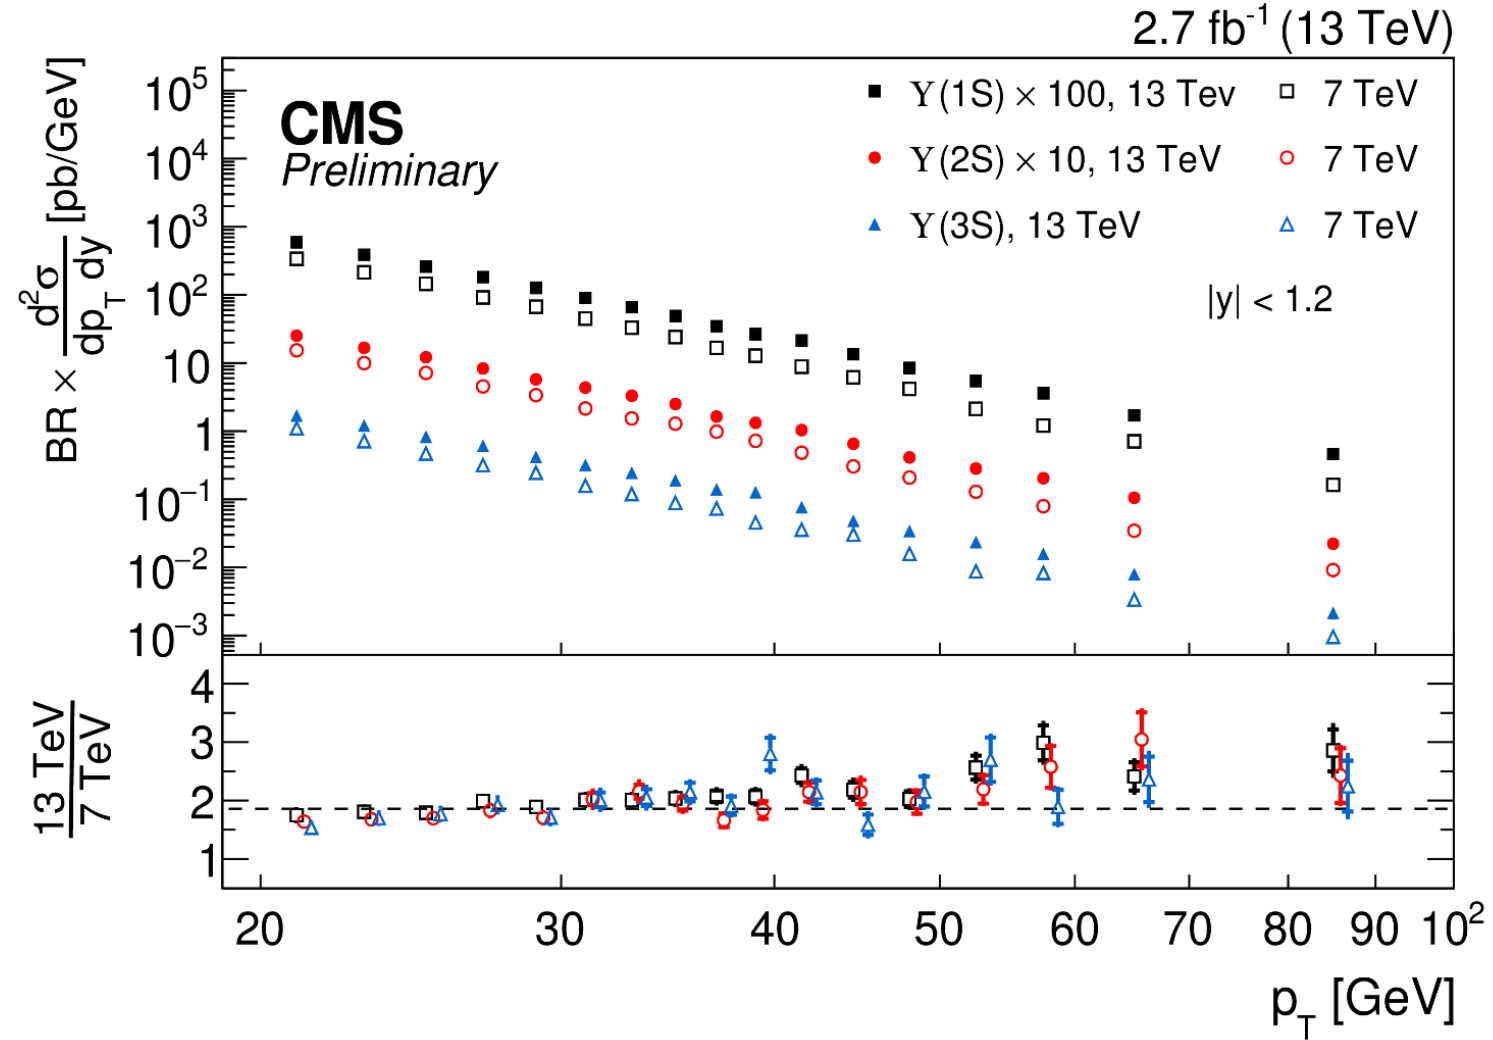 2.7 fb⁻¹ (13 TeV)
CMS
Preliminary
ϒ(1S) × 100, 13 Tev
7 TeV
ϒ(2S) × 10, 13 TeV
7 TeV
ϒ(3S), 13 TeV
7 TeV
|y| < 1.2
BR × d²σ / dp_T dy [pb/GeV]
10⁵
10⁴
10³
10²
10
1
10⁻¹
10⁻²
10⁻³
13 TeV
7 TeV
4
3
2
1
20 30 40 50 60 70 80 90 10²
p_T [GeV]